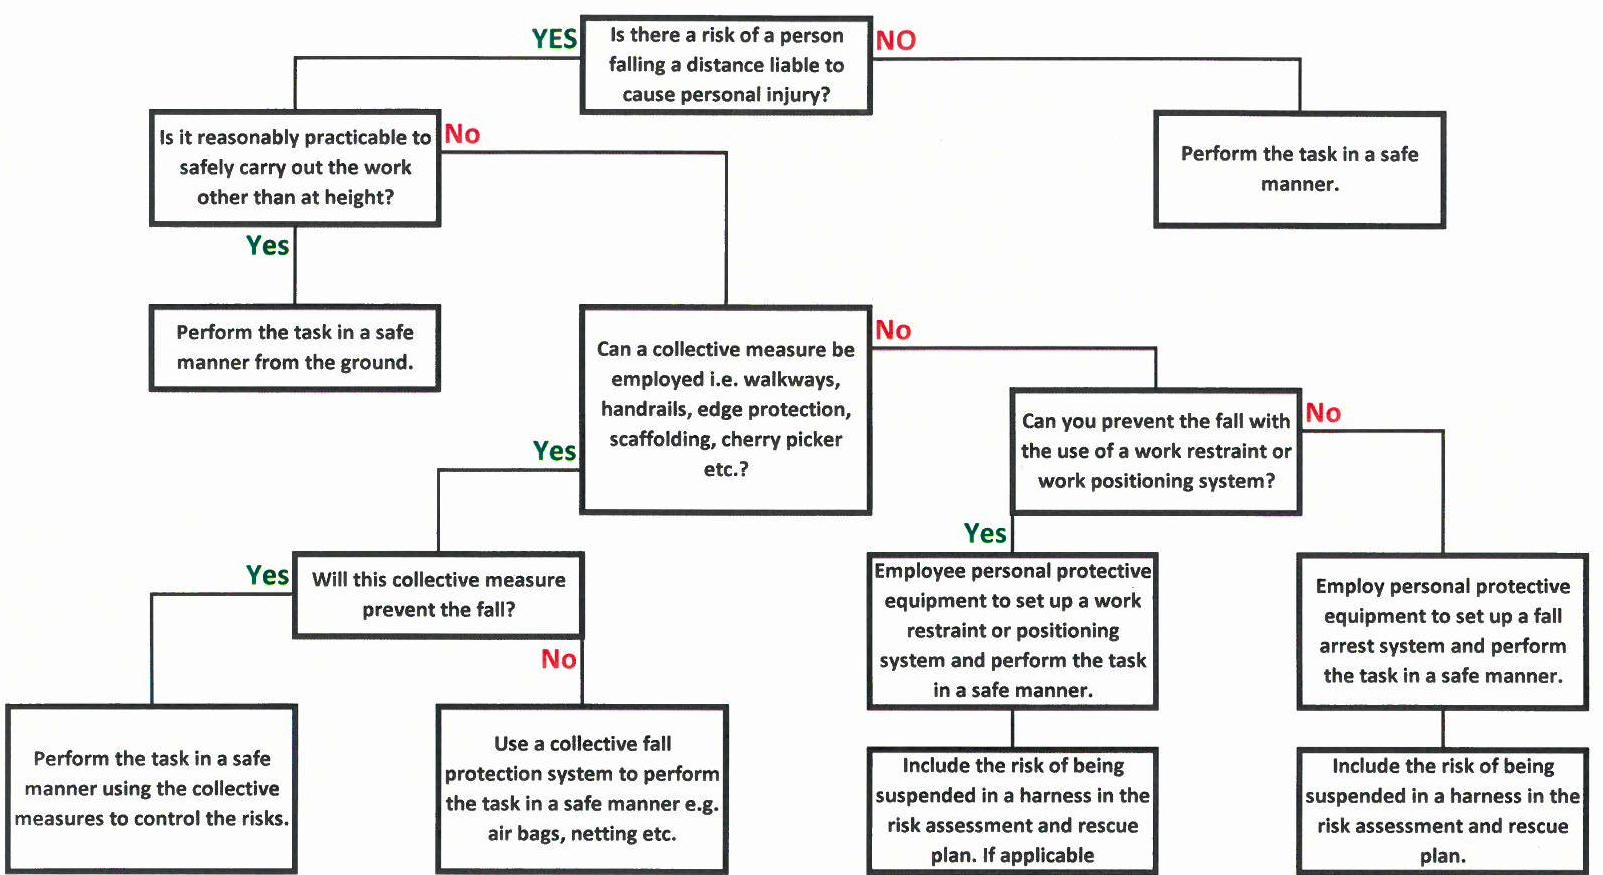 YES
Is there a risk of a person
falling a distance liable to
cause personal injury?
NO
Is it reasonably practicable to
safely carry out the work
other than at height?
No
Perform the task in a safe
manner.
Yes
Perform the task in a safe
manner from the ground.
Can a collective measure be
employed i.e. walkways,
handrails, edge protection,
scaffolding, cherry picker
etc.?
No
Yes
Can you prevent the fall with
the use of a work restraint or
work positioning system?
No
Yes
Will this collective measure
prevent the fall?
Yes
No
Employee personal protective
equipment to set up a work
restraint or positioning
system and perform the task
in a safe manner.
Employ personal protective
equipment to set up a fall
arrest system and perform
the task in a safe manner.
Perform the task in a safe
manner using the collective
measures to control the risks.
Use a collective fall
protection system to perform
the task in a safe manner e.g.
air bags, netting etc.
Include the risk of being
suspended in a harness in the
risk assessment and rescue
plan. If applicable
Include the risk of being
suspended in a harness in the
risk assessment and rescue
plan.